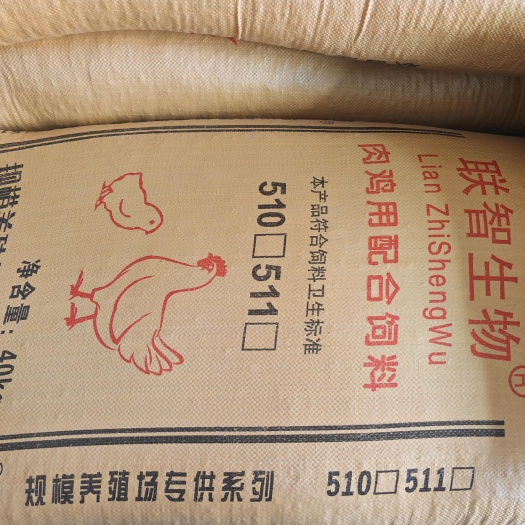 联智生物
Lian ZhiShengWu
肉鸡用配合饲料
本产品符合饲料卫生标准
510□511□
净含量：40kg
规模养殖场专供系列 510□511□